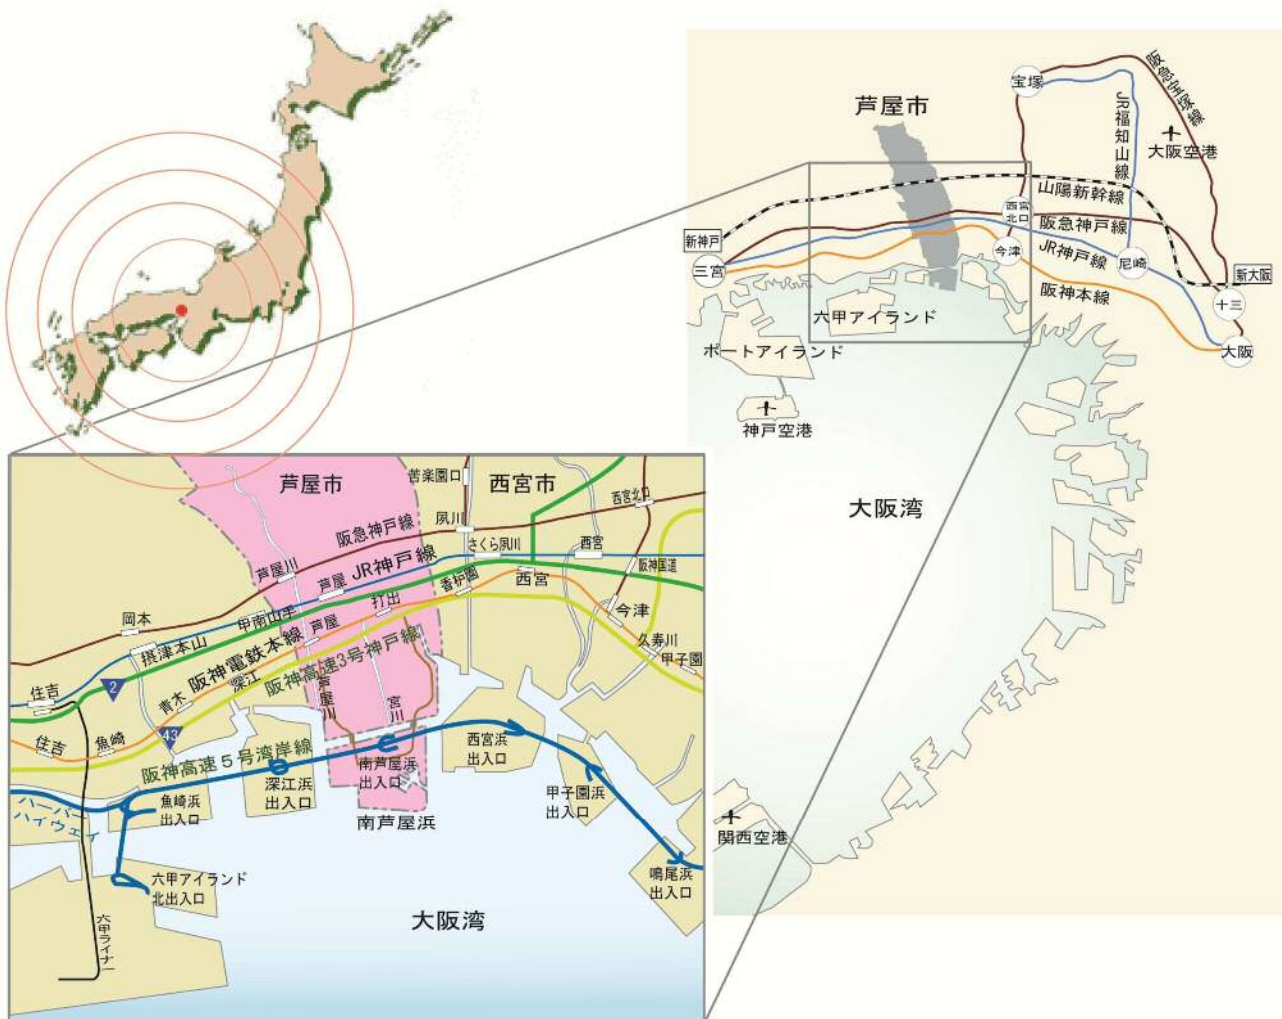 芦屋市
宝塚
阪急宝塚線
JR福知山線
大阪空港
山陽新幹線
西宮
北口
阪急神戸線
新神戸
三宮
今津
JR神戸線
尼崎
新大阪
阪神本線
十三
大阪
六甲アイランド
ポートアイランド
神戸空港
大阪湾
関西空港
芦屋市
西宮市
苦楽園口
西宮北口
阪急神戸線
夙川
さくら夙川
西宮
阪神国道
芦屋川
芦屋
JR神戸線
香枦園
西宮
打出
今津
岡本
甲南山手
摂津本山
芦屋
久寿川
甲子園
阪神電鉄本線
阪神高速3号神戸線
住吉
2
青木
深江
芦屋川
宮川
43
住吉
魚崎
阪神高速５号湾岸線
西宮浜
出入口
南芦屋浜
出入口
深江浜
出入口
甲子園浜
出入口
魚崎浜
出入口
ハーバー
ハイウェイ
南芦屋浜
鳴尾浜
出入口
六甲アイランド
北出入口
六甲ライナー
大阪湾